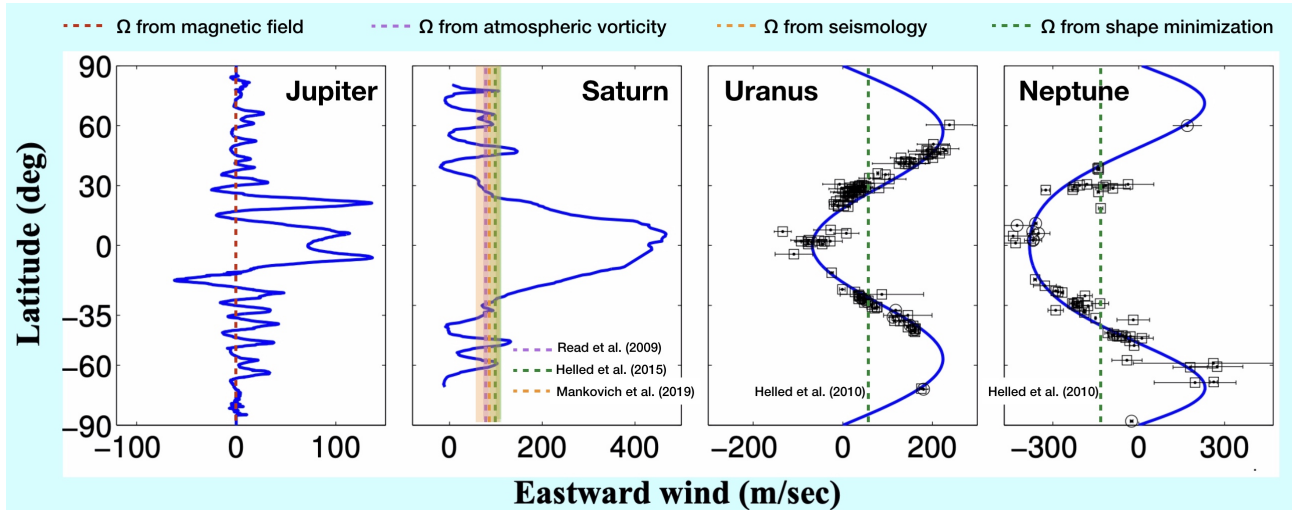 Ω from magnetic field Ω from atmospheric vorticity Ω from seismology Ω from shape minimization
Jupiter Saturn Uranus Neptune
Latitude (deg)
90
60
30
0
−35
−60
−90
Read et al. (2009)
Helled et al. (2015)
Mankovich et al. (2019)
Helled et al. (2010)
Helled et al. (2010)
−100 0 100 0 200 400 −200 0 200 −300 0 300
Eastward wind (m/sec)